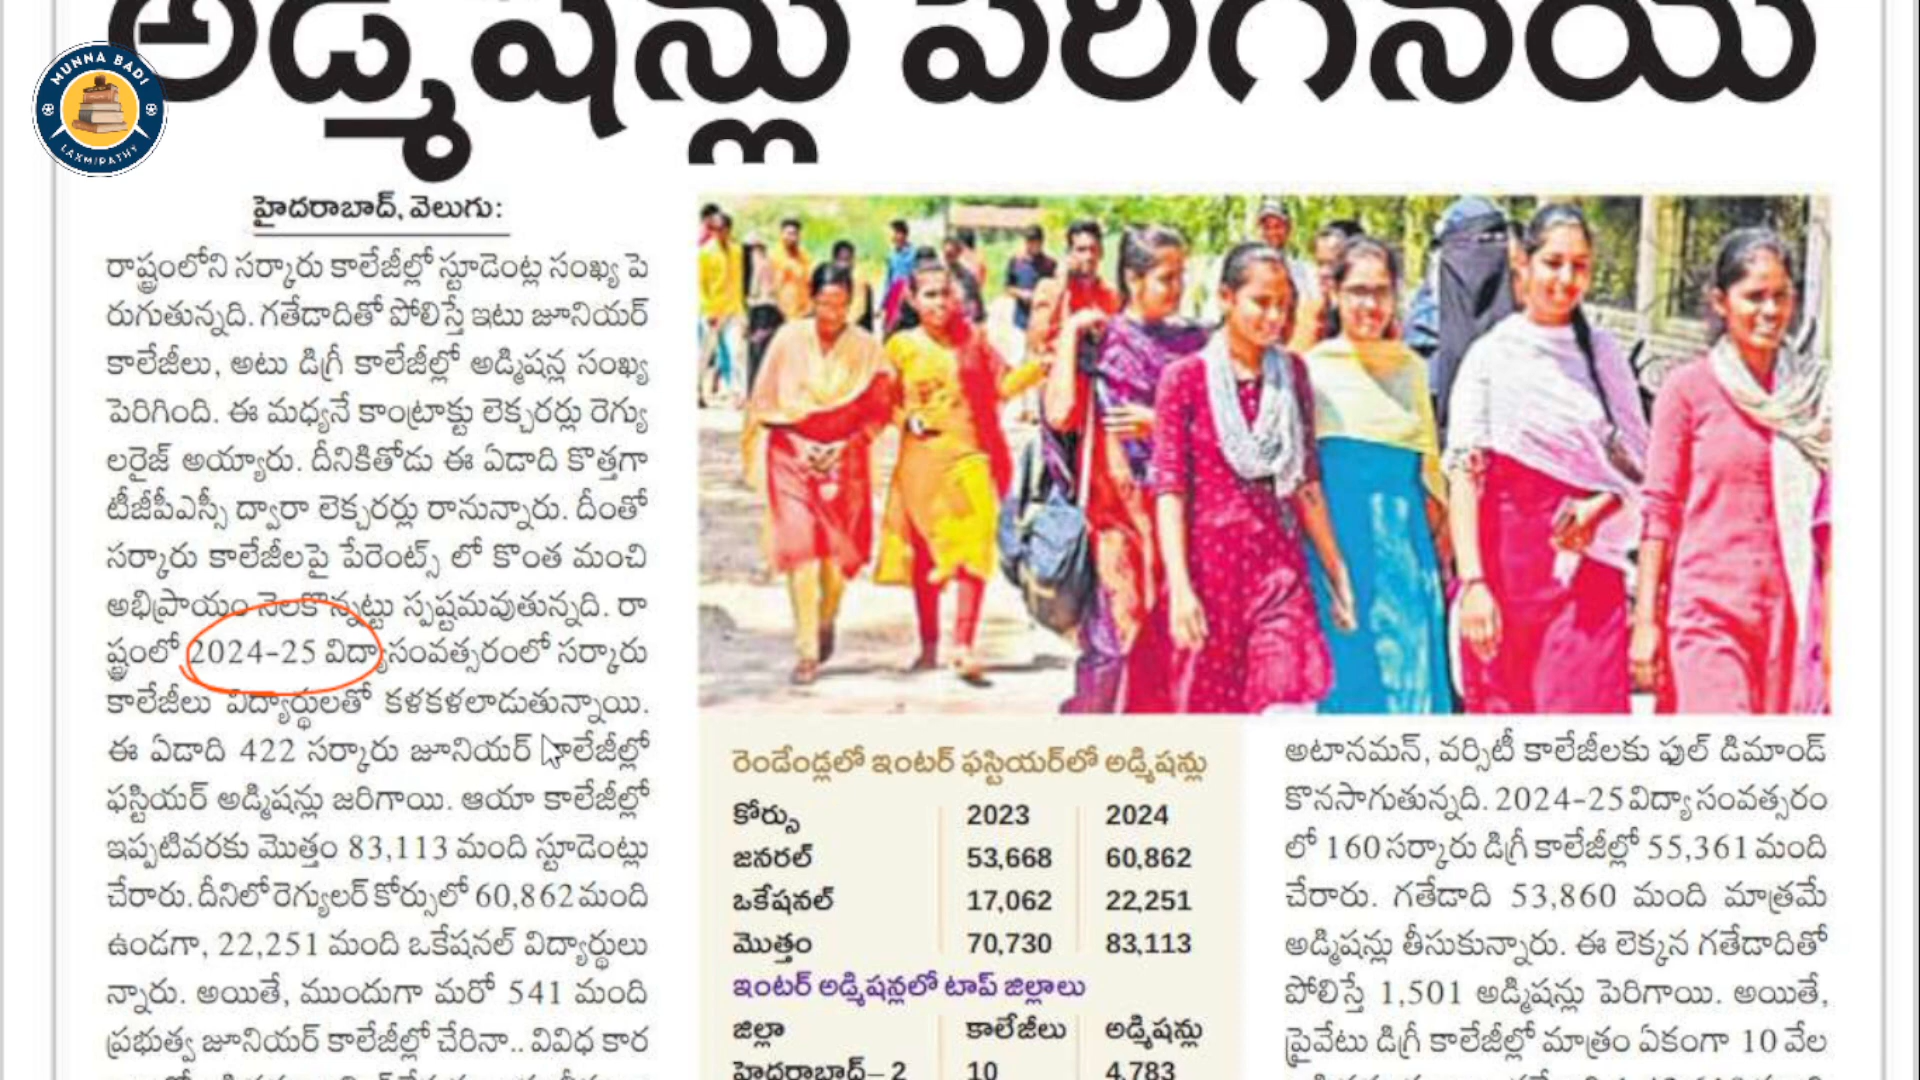 అడ్మిషన్లు పెరిగినయ్
MUNNA BADI
LAXMIPATHY
హైదరాబాద్, వెలుగు:
రాష్ట్రంలోని సర్కారు కాలేజీల్లో స్టూడెంట్ల సంఖ్య పె
రుగుతున్నది. గతేడాదితో పోలిస్తే ఇటు జూనియర్
కాలేజీలు, అటు డిగ్రీ కాలేజీల్లో అడ్మిషన్ల సంఖ్య
పెరిగింది. ఈ మధ్యనే కాంట్రాక్టు లెక్చరర్లు రెగ్యు
లరైజ్ అయ్యారు. దీనికితోడు ఈ ఏడాది కొత్తగా
టీజీపీఎస్సీ ద్వారా లెక్చరర్లు రానున్నారు. దీంతో
సర్కారు కాలేజీలపై పేరెంట్స్ లో కొంత మంచి
అభిప్రాయం నెలకొన్నట్టు స్పష్టమవుతున్నది. రా
ష్ట్రంలో 2024-25 విద్యా సంవత్సరంలో సర్కారు
కాలేజీలు విద్యార్థులతో కళకళలాడుతున్నాయి.
ఈ ఏడాది 422 సర్కారు జూనియర్ కాలేజీల్లో
ఫస్టియర్ అడ్మిషన్లు జరిగాయి. ఆయా కాలేజీల్లో
ఇప్పటివరకు మొత్తం 83,113 మంది స్టూడెంట్లు
చేరారు. దీనిలో రెగ్యులర్ కోర్సులో 60,862 మంది
ఉండగా, 22,251 మంది ఒకేషనల్ విద్యార్థులు
న్నారు. అయితే, ముందుగా మరో 541 మంది
ప్రభుత్వ జూనియర్ కాలేజీల్లో చేరినా.. వివిధ కార
రెండేండ్లలో ఇంటర్ ఫస్టియర్‌లో అడ్మిషన్లు
కోర్సు 2023 2024
జనరల్ 53,668 60,862
ఒకేషనల్ 17,062 22,251
మొత్తం 70,730 83,113
ఇంటర్ అడ్మిషన్లలో టాప్ జిల్లాలు
జిల్లా కాలేజీలు అడ్మిషన్లు
హైదరాబాద్– 2 10 4,783
అటానమస్, వర్సిటీ కాలేజీలకు ఫుల్ డిమాండ్
కొనసాగుతున్నది. 2024-25 విద్యా సంవత్సరం
లో 160 సర్కారు డిగ్రీ కాలేజీల్లో 55,361 మంది
చేరారు. గతేడాది 53,860 మంది మాత్రమే
అడ్మిషన్లు తీసుకున్నారు. ఈ లెక్కన గతేడాదితో
పోలిస్తే 1,501 అడ్మిషన్లు పెరిగాయి. అయితే,
ప్రైవేటు డిగ్రీ కాలేజీల్లో మాత్రం ఏకంగా 10 వేల